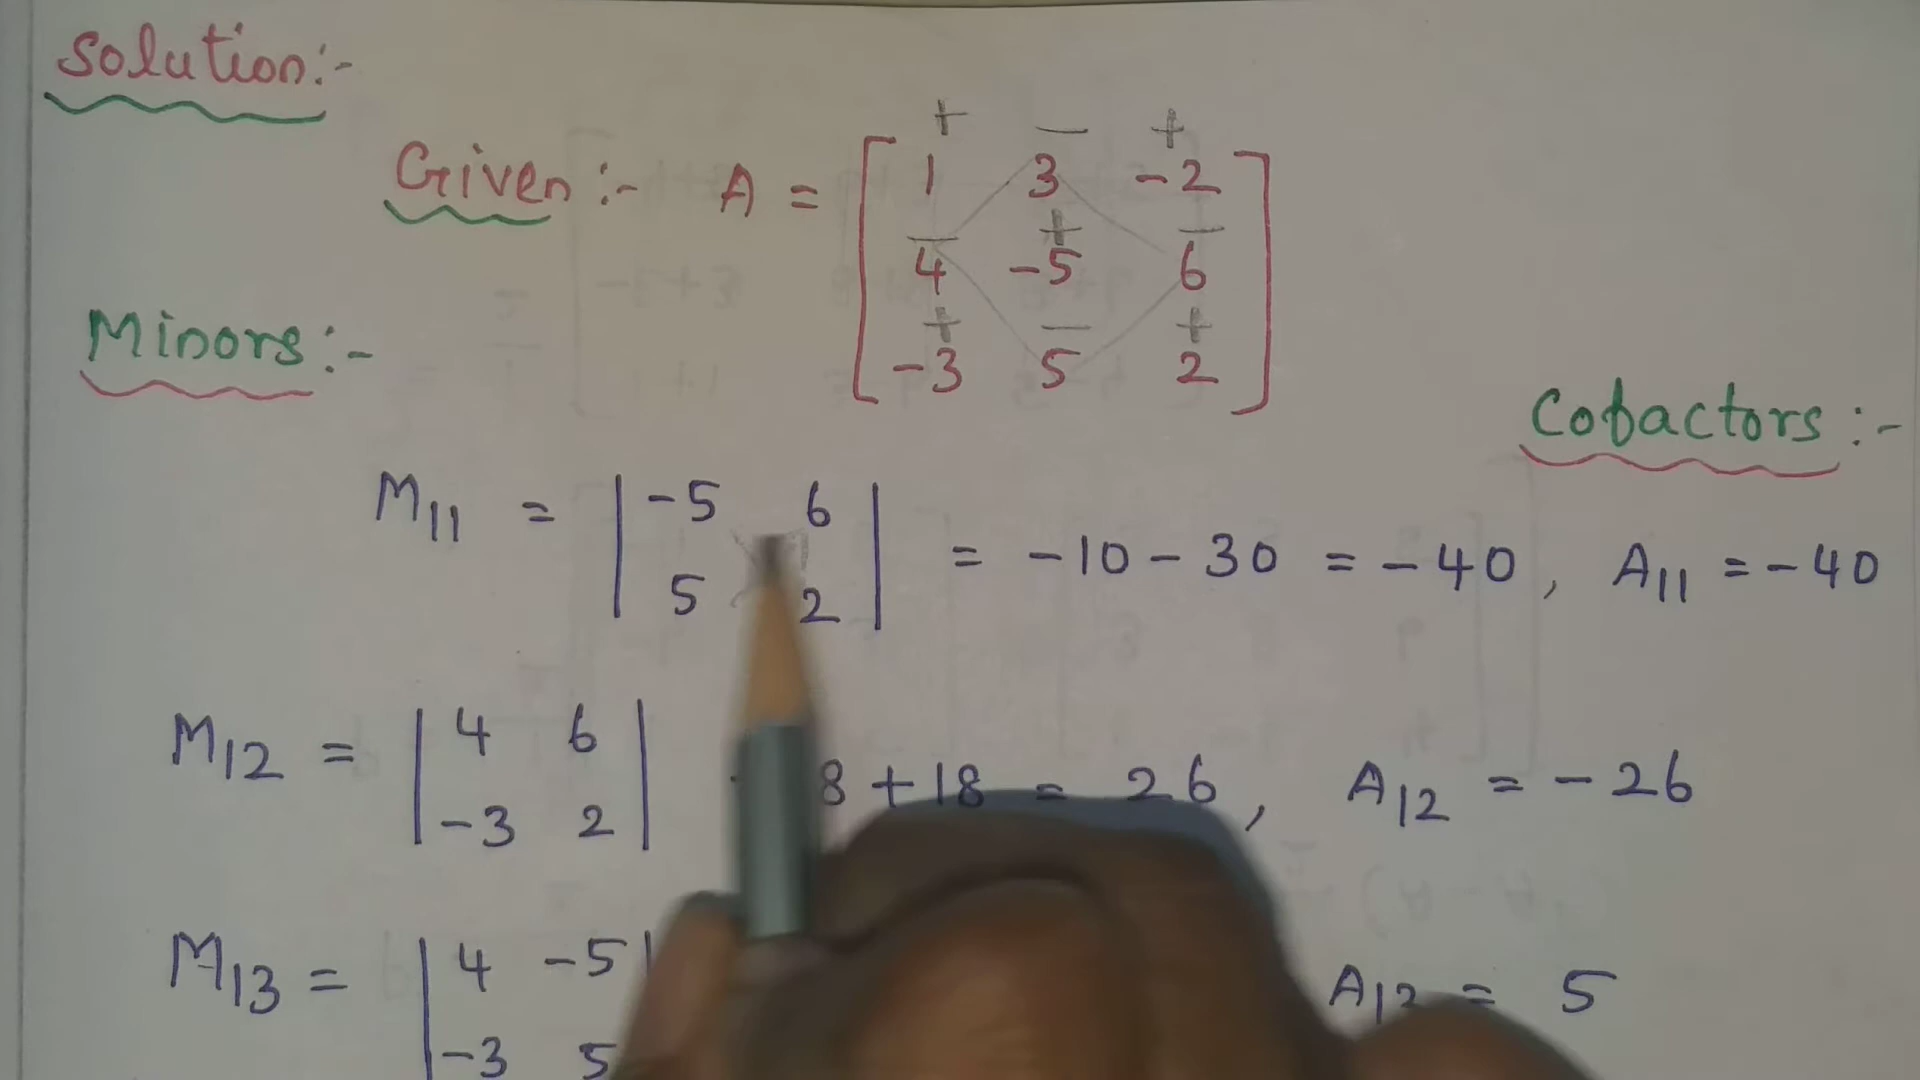 Solution:-
+ − +
Given:- A = [ 1 3 -2
− + −
4 -5 6
+ − +
-3 5 2 ]
Minors:-
Cofactors:-
M11 = | -5 6 | = -10 - 30 = -40, A11 = -40
| 5 2 |
M12 = | 4 6 | 8 + 18 = 26, A12 = -26
| -3 2 |
M13 = | 4 -5 | A12 = 5
| -3 5